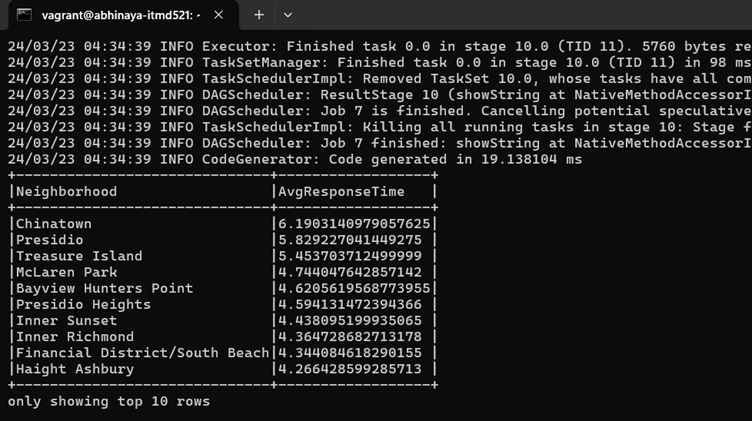 vagrant@abhinaya-itmd521: ~
24/03/23 04:34:39 INFO Executor: Finished task 0.0 in stage 10.0 (TID 11). 5760 bytes re
24/03/23 04:34:39 INFO TaskSetManager: Finished task 0.0 in stage 10.0 (TID 11) in 98 ms
24/03/23 04:34:39 INFO TaskSchedulerImpl: Removed TaskSet 10.0, whose tasks have all com
24/03/23 04:34:39 INFO DAGScheduler: ResultStage 10 (showString at NativeMethodAccessorI
24/03/23 04:34:39 INFO DAGScheduler: Job 7 is finished. Cancelling potential speculative
24/03/23 04:34:39 INFO TaskSchedulerImpl: Killing all running tasks in stage 10: Stage f
24/03/23 04:34:39 INFO DAGScheduler: Job 7 finished: showString at NativeMethodAccessorI
24/03/23 04:34:39 INFO CodeGenerator: Code generated in 19.138104 ms
+------------------------------+------------------+
|Neighborhood                  |AvgResponseTime   |
+------------------------------+------------------+
|Chinatown                     |6.1903140979057625|
|Presidio                      |5.829227041449275 |
|Treasure Island               |5.453703712499999 |
|McLaren Park                  |4.744047642857142 |
|Bayview Hunters Point         |4.6205619568773955|
|Presidio Heights              |4.594131472394366 |
|Inner Sunset                  |4.438095199935065 |
|Inner Richmond                |4.364728682713178 |
|Financial District/South Beach|4.344084618290155 |
|Haight Ashbury                |4.266428599285713 |
+------------------------------+------------------+
only showing top 10 rows